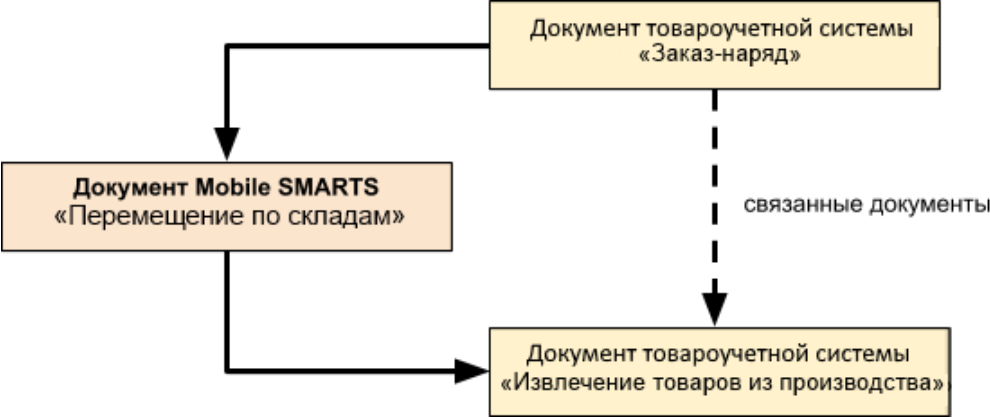 Документ товароучетной системы
«Заказ-наряд»
Документ Mobile SMARTS
«Перемещение по складам»
связанные документы
Документ товароучетной системы
«Извлечение товаров из производства»